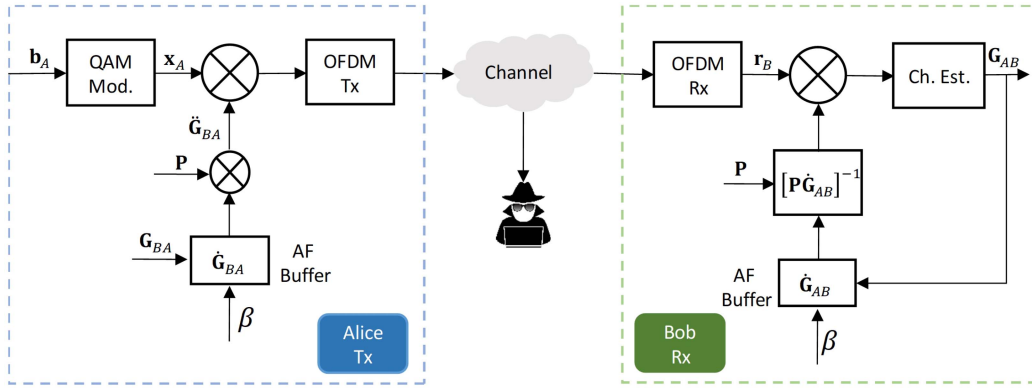 𝐛_A
QAM
Mod.
𝐱_A
OFDM
Tx
G̈_BA
P
G_BA
Ġ_BA
AF
Buffer
β
Alice
Tx
Channel
OFDM
Rx
𝐫_B
Ch. Est.
G_AB
P
[PĠ_AB]⁻¹
AF
Buffer
Ġ_AB
β
Bob
Rx